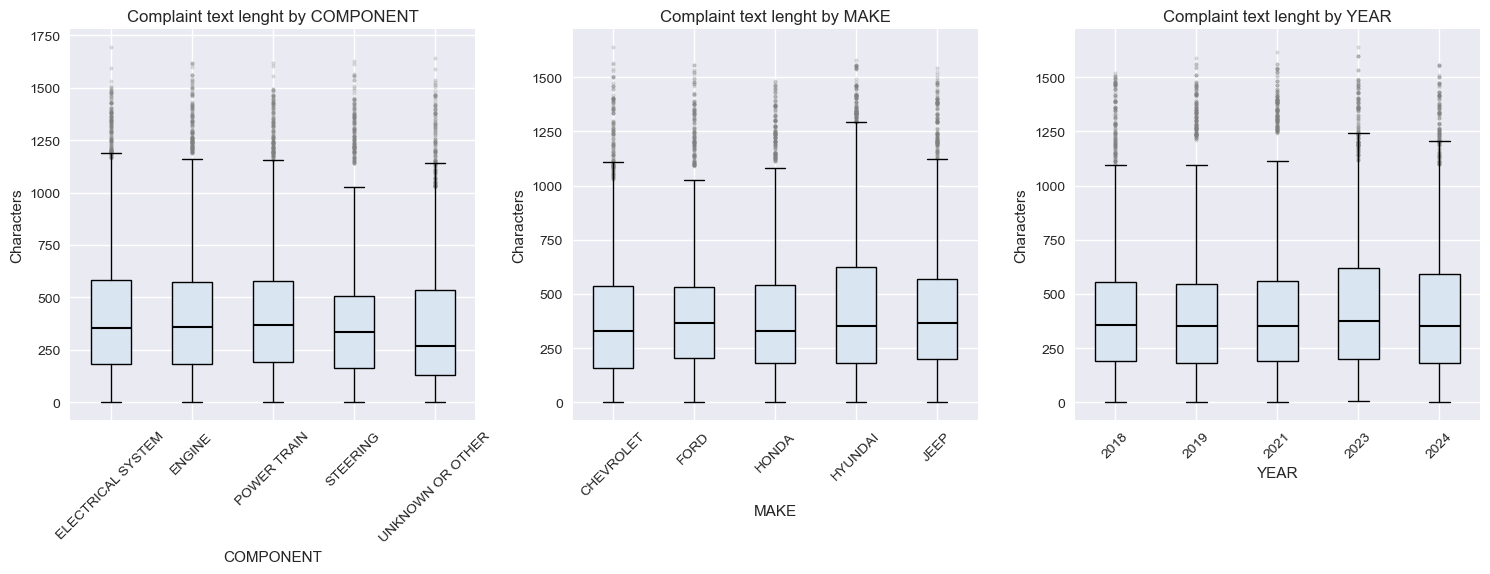 Complaint text lenght by COMPONENT
1750
1500
1250
1000
750
500
250
0
Characters
ELECTRICAL SYSTEM
ENGINE
POWER TRAIN
STEERING
UNKNOWN OR OTHER
COMPONENT
Complaint text lenght by MAKE
1500
1250
1000
750
500
250
0
Characters
CHEVROLET
FORD
HONDA
HYUNDAI
JEEP
MAKE
Complaint text lenght by YEAR
1500
1250
1000
750
500
250
0
Characters
2018
2019
2021
2023
2024
YEAR